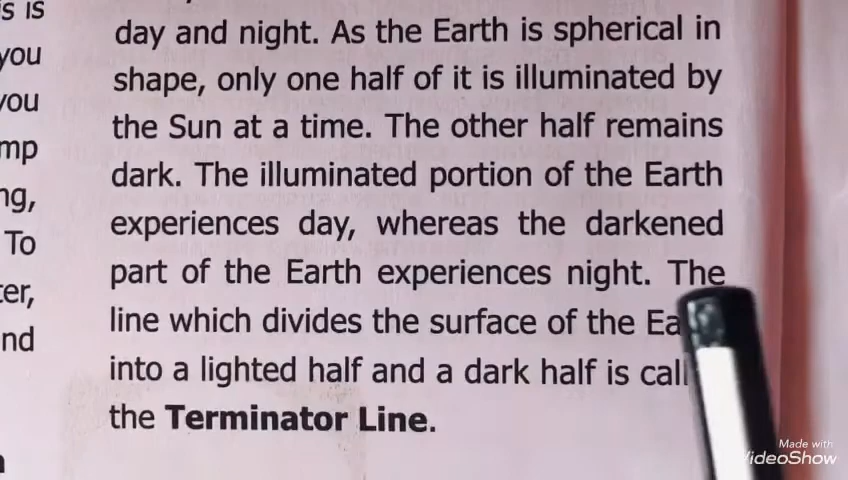 s is
you
you
mp
ng,
To
ter,
nd
day and night. As the Earth is spherical in
shape, only one half of it is illuminated by
the Sun at a time. The other half remains
dark. The illuminated portion of the Earth
experiences day, whereas the darkened
part of the Earth experiences night. The
line which divides the surface of the Ea
into a lighted half and a dark half is call
the Terminator Line.
Made with
VideoShow